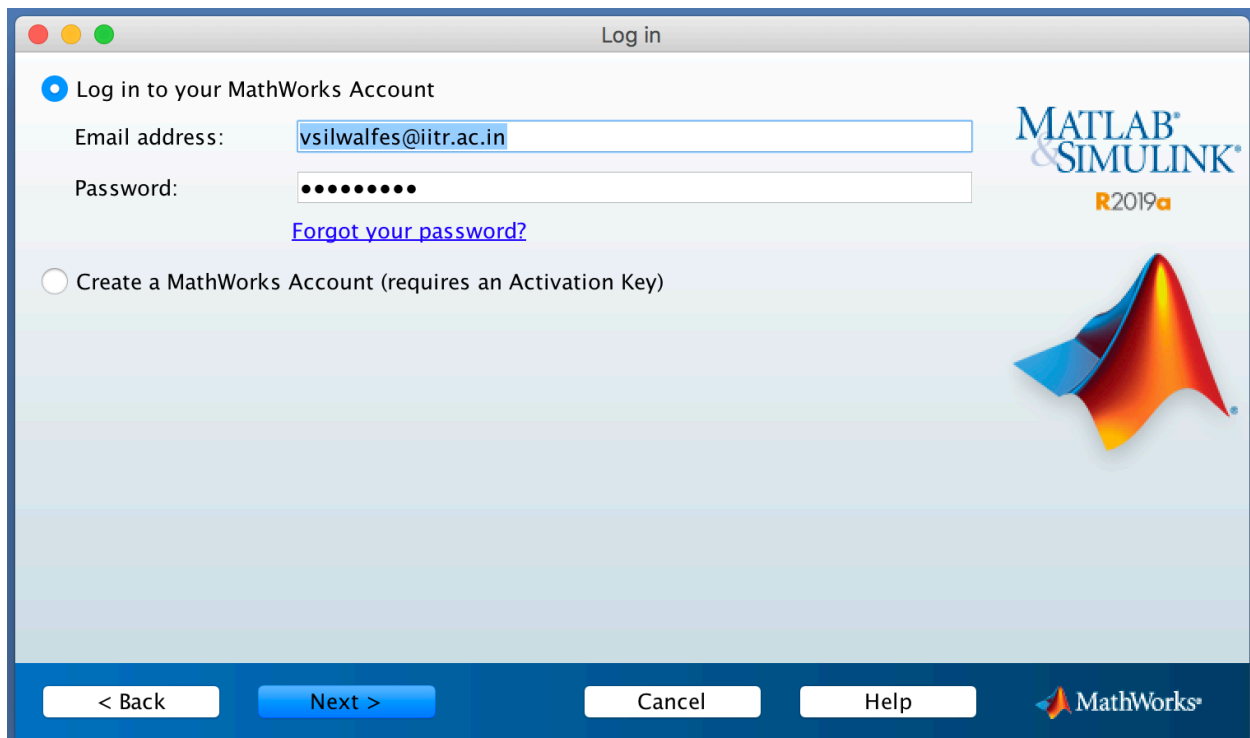 Log in
Log in to your MathWorks Account
Email address: vsilwalfes@iitr.ac.in
Password: •••••••••
Forgot your password?
Create a MathWorks Account (requires an Activation Key)
MATLAB®
&SIMULINK®
R2019a
®
< Back Next > Cancel Help MathWorks®